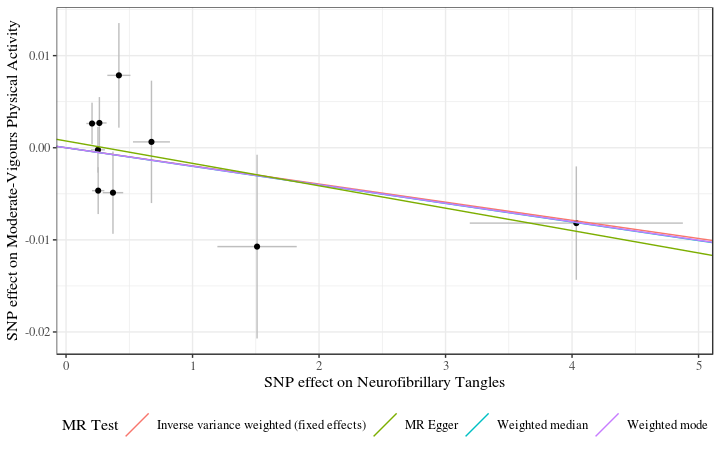 SNP effect on Moderate-Vigours Physical Activity
0.01
0.00
-0.01
-0.02
0 1 2 3 4 5
SNP effect on Neurofibrillary Tangles
MR Test Inverse variance weighted (fixed effects) MR Egger Weighted median Weighted mode